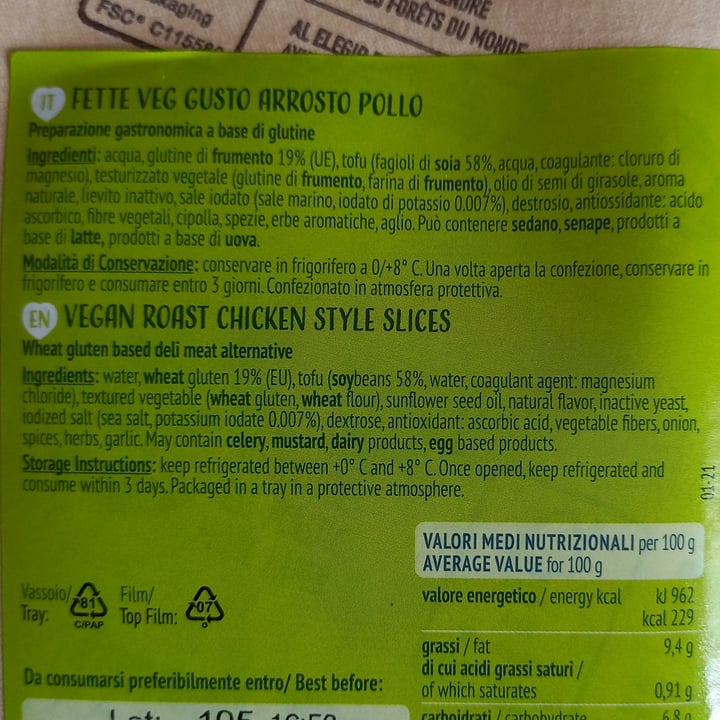 FSC® C115580
FORÊTS DU MONDE
AL ELEGIR
IT FETTE VEG GUSTO ARROSTO POLLO
Preparazione gastronomica a base di glutine
Ingredienti: acqua, glutine di frumento 19% (UE), tofu (fagioli di soia 58%, acqua, coagulante: cloruro di
magnesio), testurizzato vegetale (glutine di frumento, farina di frumento), olio di semi di girasole, aroma
naturale, lievito inattivo, sale iodato (sale marino, iodato di potassio 0.007%), destrosio, antiossidante: acido
ascorbico, fibre vegetali, cipolla, spezie, erbe aromatiche, aglio. Può contenere sedano, senape, prodotti a
base di latte, prodotti a base di uova.
Modalità di Conservazione: conservare in frigorifero a 0/+8° C. Una volta aperta la confezione, conservare in
frigorifero e consumare entro 3 giorni. Confezionato in atmosfera protettiva.
EN VEGAN ROAST CHICKEN STYLE SLICES
Wheat gluten based deli meat alternative
Ingredients: water, wheat gluten 19% (EU), tofu (soybeans 58%, water, coagulant agent: magnesium
chloride), textured vegetable (wheat gluten, wheat flour), sunflower seed oil, natural flavor, inactive yeast,
iodized salt (sea salt, potassium iodate 0.007%), dextrose, antioxidant: ascorbic acid, vegetable fibers, onion,
spices, herbs, garlic. May contain celery, mustard, dairy products, egg based products.
Storage Instructions: keep refrigerated between +0° C and +8° C. Once opened, keep refrigerated and
consume within 3 days. Packaged in a tray in a protective atmosphere.
01-21
VALORI MEDI NUTRIZIONALI per 100 g
AVERAGE VALUE for 100 g
valore energetico / energy kcal kJ 962
kcal 229
grassi / fat 9,4 g
di cui acidi grassi saturi /
of which saturates 0,91 g
carboidrati / carbohydrate 6,8 g
Vassoio/
Tray:
81
C/PAP
Film/
Top Film:
07
O
Da consumarsi preferibilmente entro/ Best before: